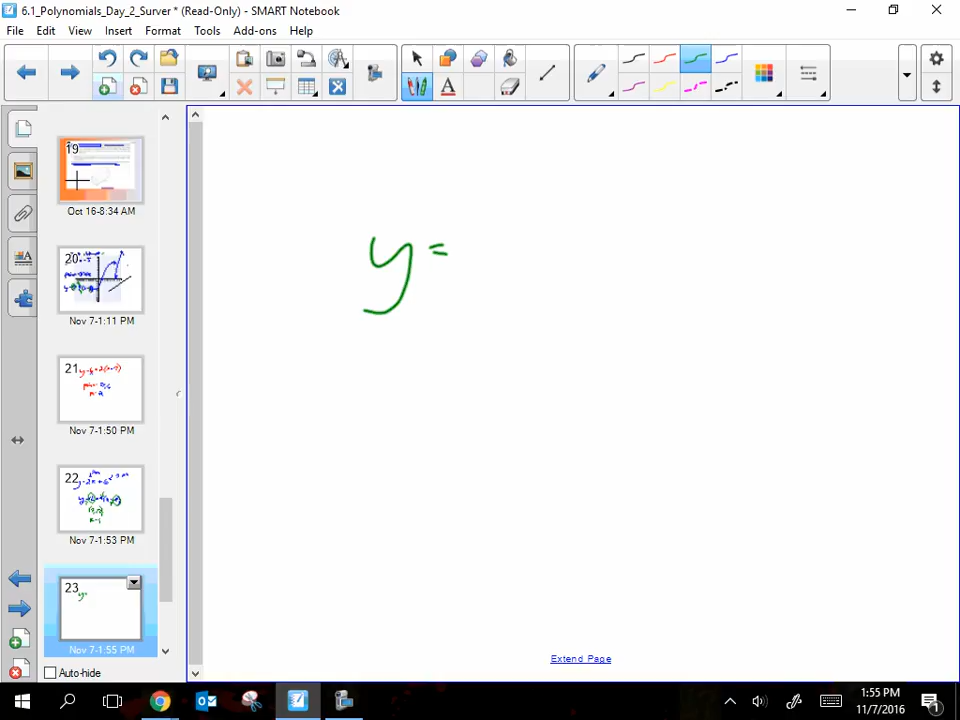 6.1_Polynomials_Day_2_Surver * (Read-Only) - SMART Notebook
File Edit View Insert Format Tools Add-ons Help
19
Oct 16-8:34 AM
20
Nov 7-1:11 PM
21
Nov 7-1:50 PM
22
Nov 7-1:53 PM
23
y=
Nov 7-1:55 PM
Auto-hide
y =
Extend Page
1:55 PM
11/7/2016